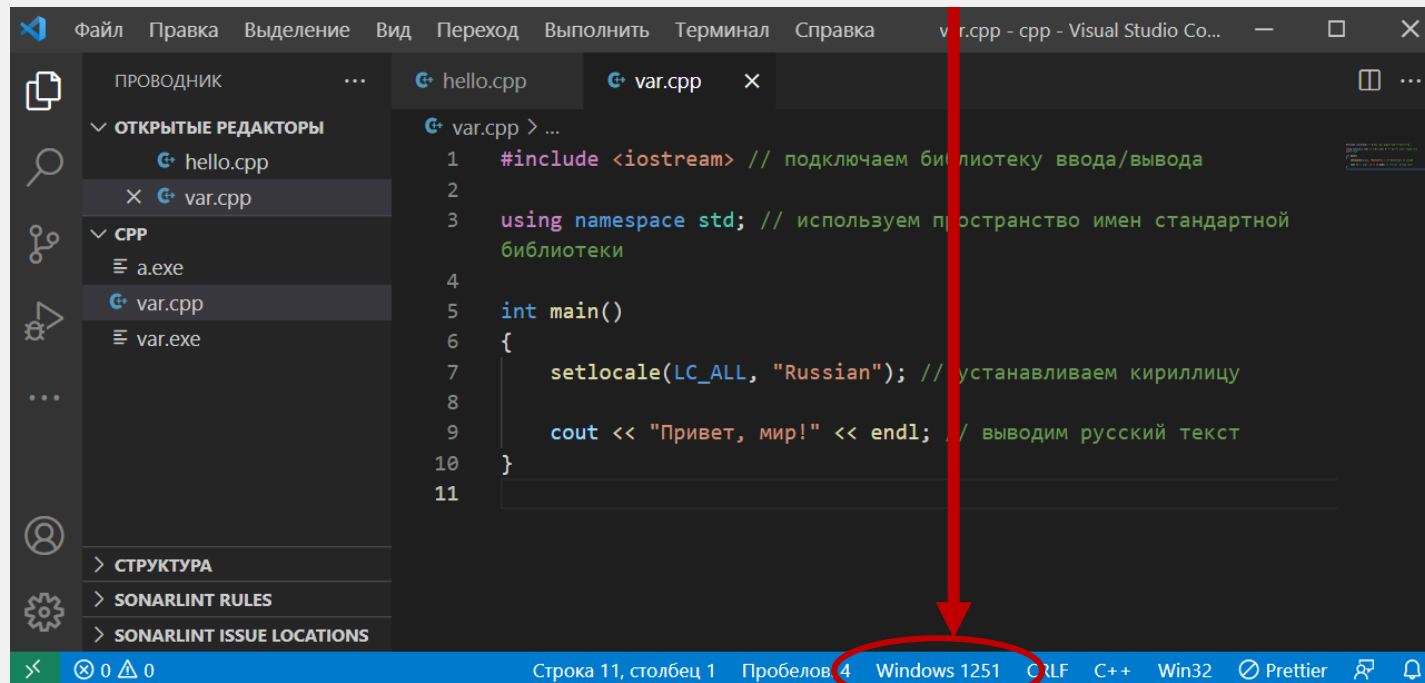 Файл Правка Выделение Вид Переход Выполнить Терминал Справка var.cpp - cpp - Visual Studio Co...
ПРОВОДНИК ...
hello.cpp var.cpp
ОТКРЫТЫЕ РЕДАКТОРЫ
hello.cpp
var.cpp
CPP
a.exe
var.cpp
var.exe
СТРУКТУРА
SONARLINT RULES
SONARLINT ISSUE LOCATIONS
var.cpp > ...
1 #include <iostream> // подключаем библиотеку ввода/вывода
2
3 using namespace std; // используем пространство имен стандартной
библиотеки
4
5 int main()
6 {
7 setlocale(LC_ALL, "Russian"); // устанавливаем кириллицу
8
9 cout << "Привет, мир!" << endl; // выводим русский текст
10 }
11
0 0 Строка 11, столбец 1 Пробелов: 4 Windows 1251 CRLF C++ Win32 Prettier